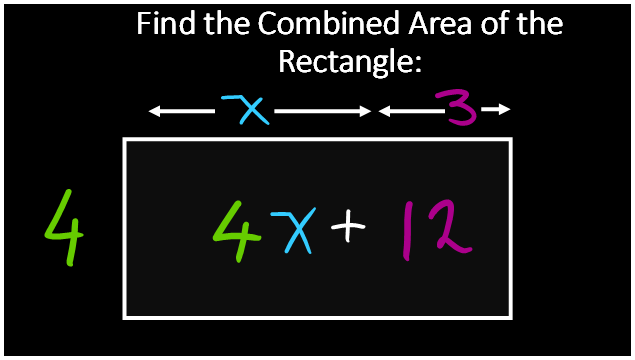 Find the Combined Area of the
Rectangle:
x 3
4 4x + 12